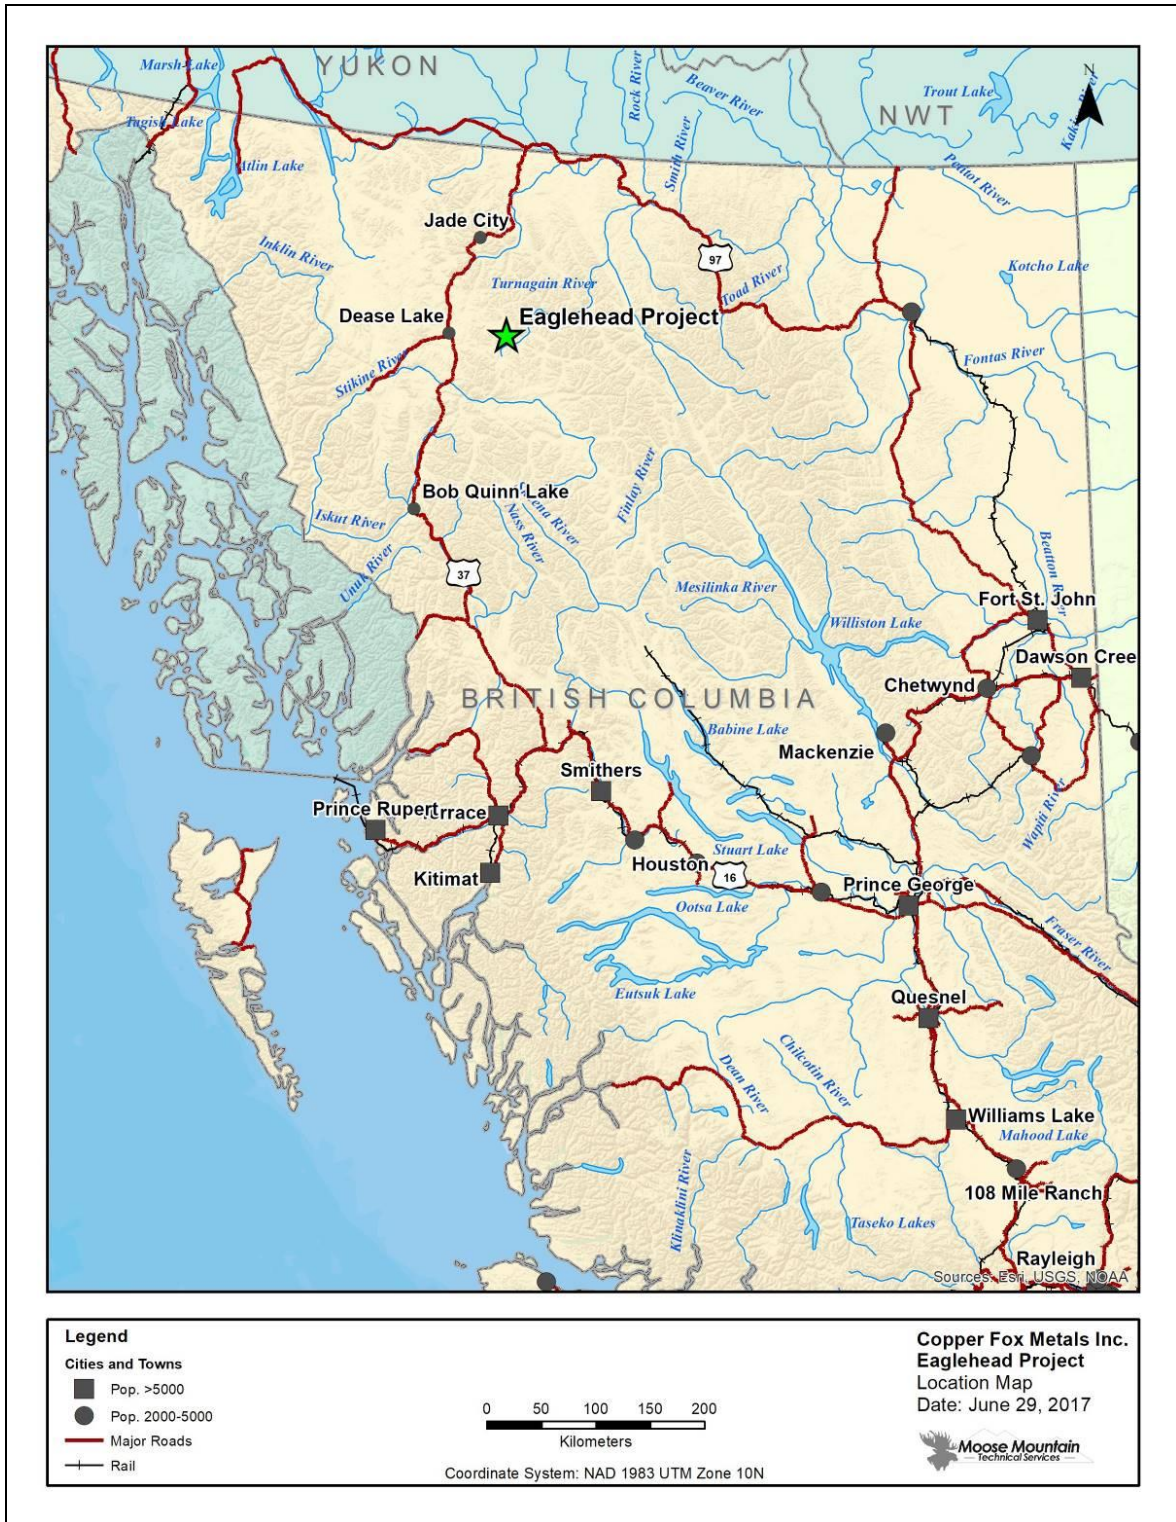 YUKON
NWT
N
Marsh Lake
Tagish Lake
Atlin Lake
Rock River
Beaver River
Smith River
Trout Lake
Petitot River
Jade City
Inklin River
Turnagain River
97
Toad River
Kotcho Lake
Dease Lake
Eaglehead Project
Stikine River
Fontas River
Bob Quinn Lake
Iskut River
Nass River
Finlay River
Unuk River
37
Mesilinka River
Beatton River
Fort St. John
Williston Lake
Dawson Cree
Chetwynd
BRITISH COLUMBIA
Babine Lake
Mackenzie
Smithers
Prince Rupert
Wapiti River
Stuart Lake
Houston
Kitimat
16
Prince George
Ootsa Lake
Fraser River
Eutsuk Lake
Quesnel
Dean River
Chilcotin River
Williams Lake
Mahood Lake
Klinaklini River
108 Mile Ranch
Taseko Lakes
Rayleigh
Sources: Esri, USGS, NOAA
Legend
Cities and Towns
Pop. >5000
Pop. 2000-5000
Major Roads
Rail
0 50 100 150 200
Kilometers
Coordinate System: NAD 1983 UTM Zone 10N
Copper Fox Metals Inc.
Eaglehead Project
Location Map
Date: June 29, 2017
Moose Mountain
Technical Services